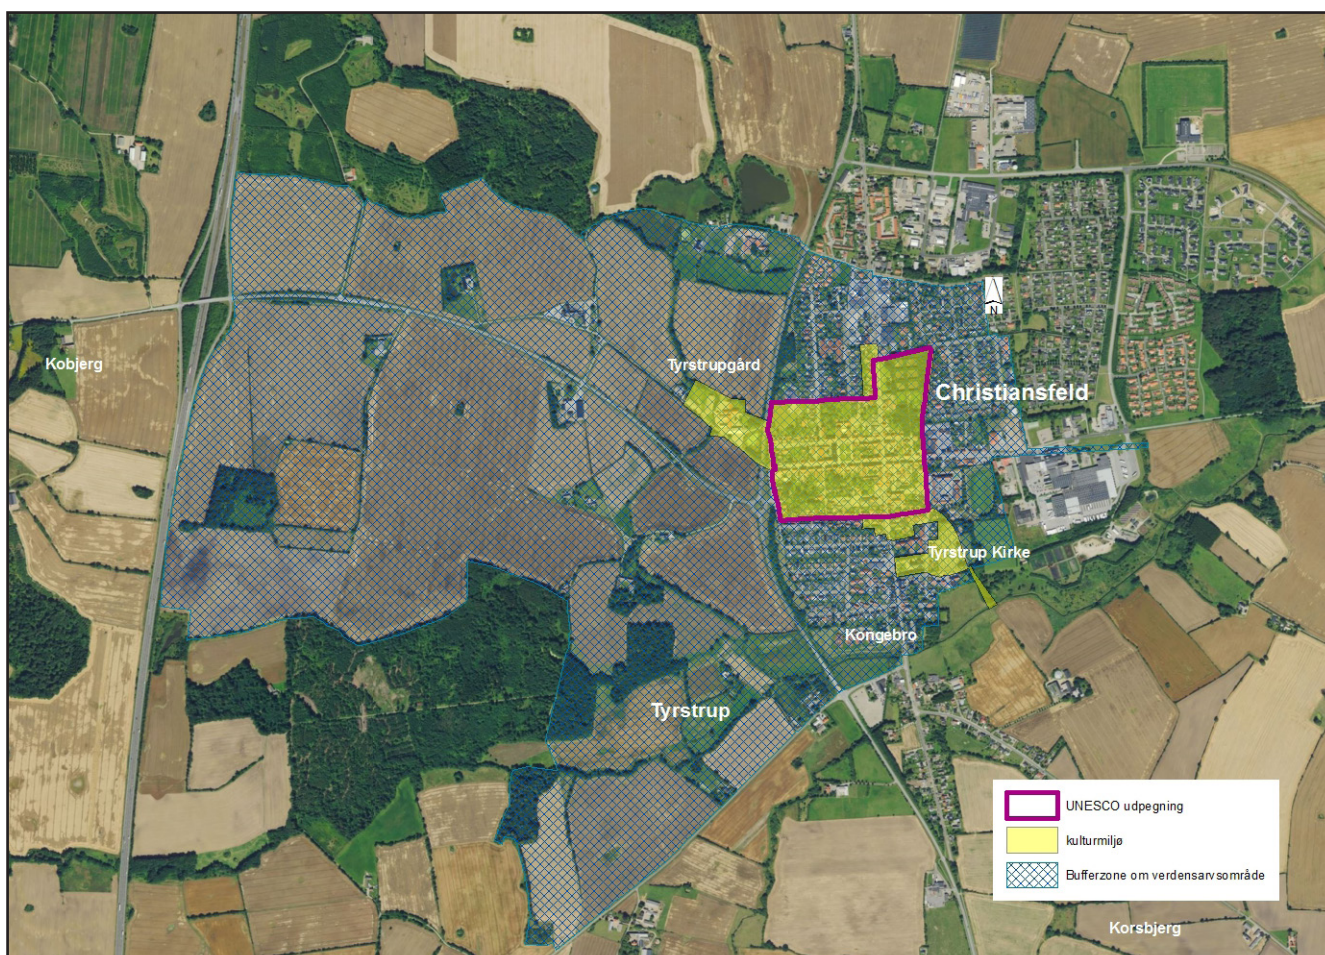 Kobjerg
Tyrstrupgård
Christiansfeld
Tyrstrup Kirke
Kongebro
Tyrstrup
Korsbjerg
N
UNESCO udpegning
kulturmiljø
Bufferzone om verdensarvsområde